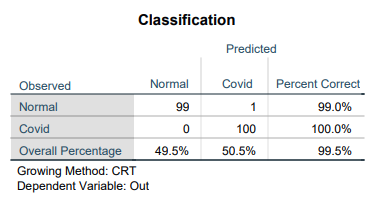 Classification
Predicted
Observed Normal Covid Percent Correct
Normal 99 1 99.0%
Covid 0 100 100.0%
Overall Percentage 49.5% 50.5% 99.5%
Growing Method: CRT
Dependent Variable: Out